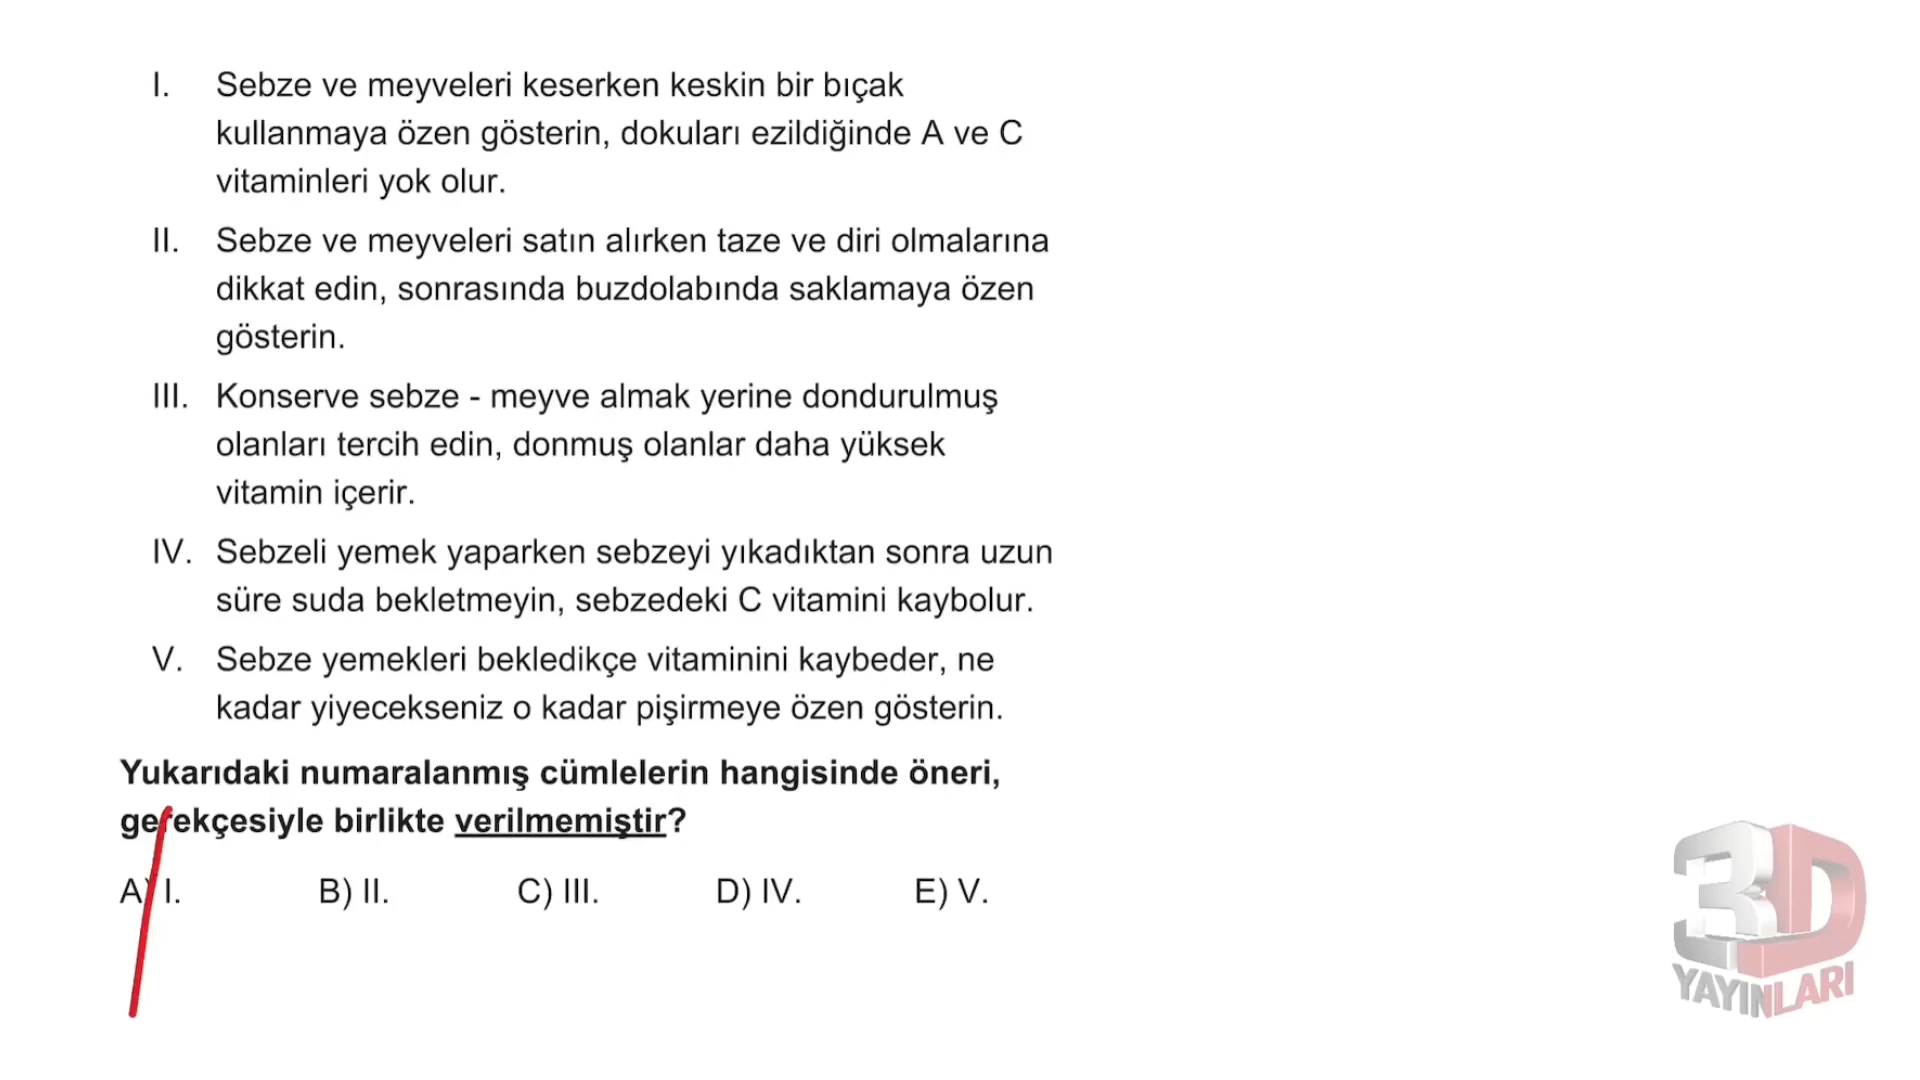 I. Sebze ve meyveleri keserken keskin bir bıçak
kullanmaya özen gösterin, dokuları ezildiğinde A ve C
vitaminleri yok olur.
II. Sebze ve meyveleri satın alırken taze ve diri olmalarına
dikkat edin, sonrasında buzdolabında saklamaya özen
gösterin.
III. Konserve sebze - meyve almak yerine dondurulmuş
olanları tercih edin, donmuş olanlar daha yüksek
vitamin içerir.
IV. Sebzeli yemek yaparken sebzeyi yıkadıktan sonra uzun
süre suda bekletmeyin, sebzedeki C vitamini kaybolur.
V. Sebze yemekleri bekledikçe vitaminini kaybeder, ne
kadar yiyecekseniz o kadar pişirmeye özen gösterin.
Yukarıdaki numaralanmış cümlelerin hangisinde öneri,
gerekçesiyle birlikte verilmemiştir?
A) I. B) II. C) III. D) IV. E) V.
3D
YAYINLARI